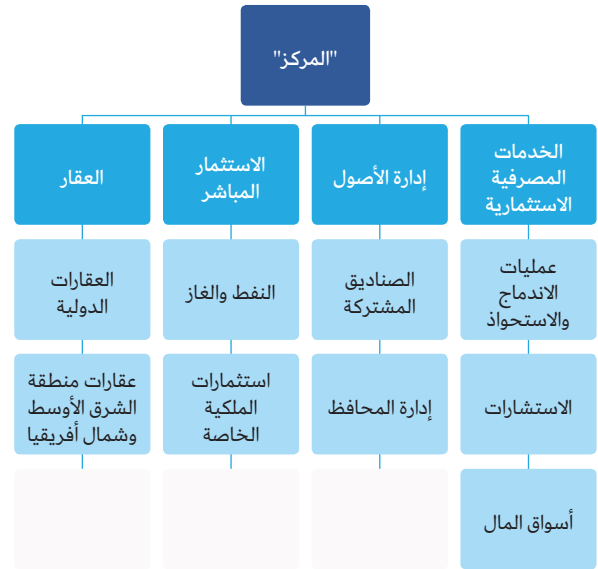 "المركز"
الخدمات
المصرفية
الاستثمارية
إدارة الأصول
الاستثمار
المباشر
العقار
عمليات
الاندماج
والاستحواذ
الصناديق
المشتركة
النفط والغاز
العقارات
الدولية
الاستشارات
إدارة المحافظ
استثمارات
الملكية
الخاصة
عقارات منطقة
الشرق الأوسط
وشمال أفريقيا
أسواق المال